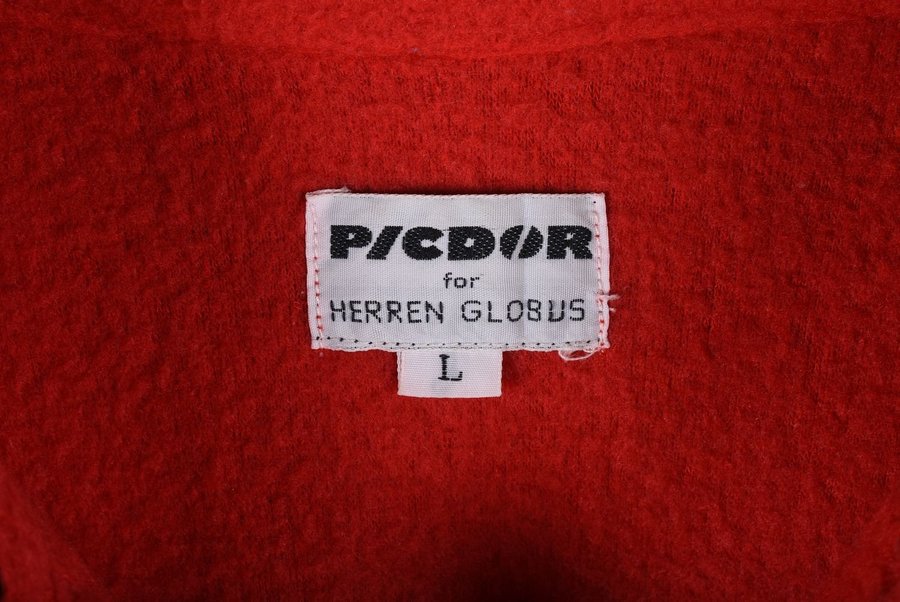 PICDOR
for
HERREN GLOBUS
L